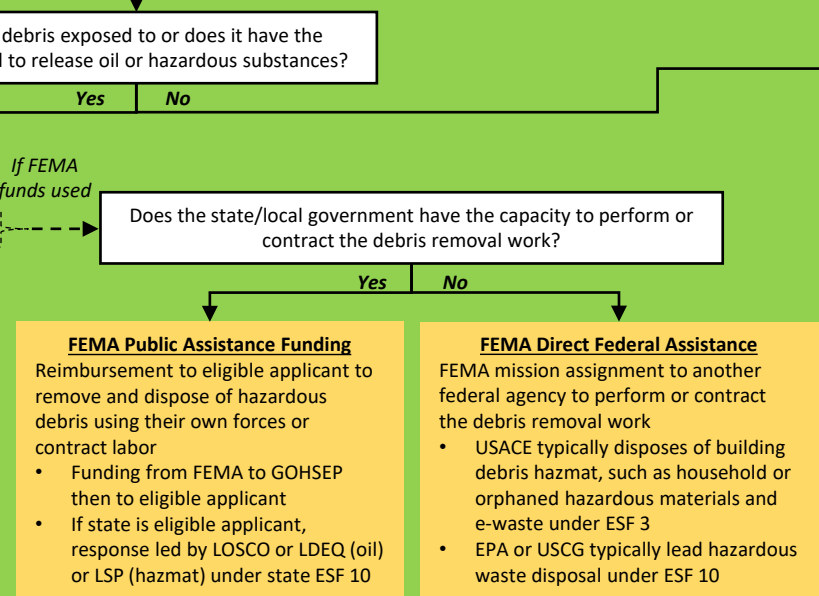 debris exposed to or does it have the
to release oil or hazardous substances?
Yes No
If FEMA
funds used
Does the state/local government have the capacity to perform or
contract the debris removal work?
Yes No
FEMA Public Assistance Funding
Reimbursement to eligible applicant to
remove and dispose of hazardous
debris using their own forces or
contract labor
• Funding from FEMA to GOHSEP
then to eligible applicant
• If state is eligible applicant,
response led by LOSCO or LDEQ (oil)
or LSP (hazmat) under state ESF 10
FEMA Direct Federal Assistance
FEMA mission assignment to another
federal agency to perform or contract
the debris removal work
• USACE typically disposes of building
debris hazmat, such as household or
orphaned hazardous materials and
e-waste under ESF 3
• EPA or USCG typically lead hazardous
waste disposal under ESF 10